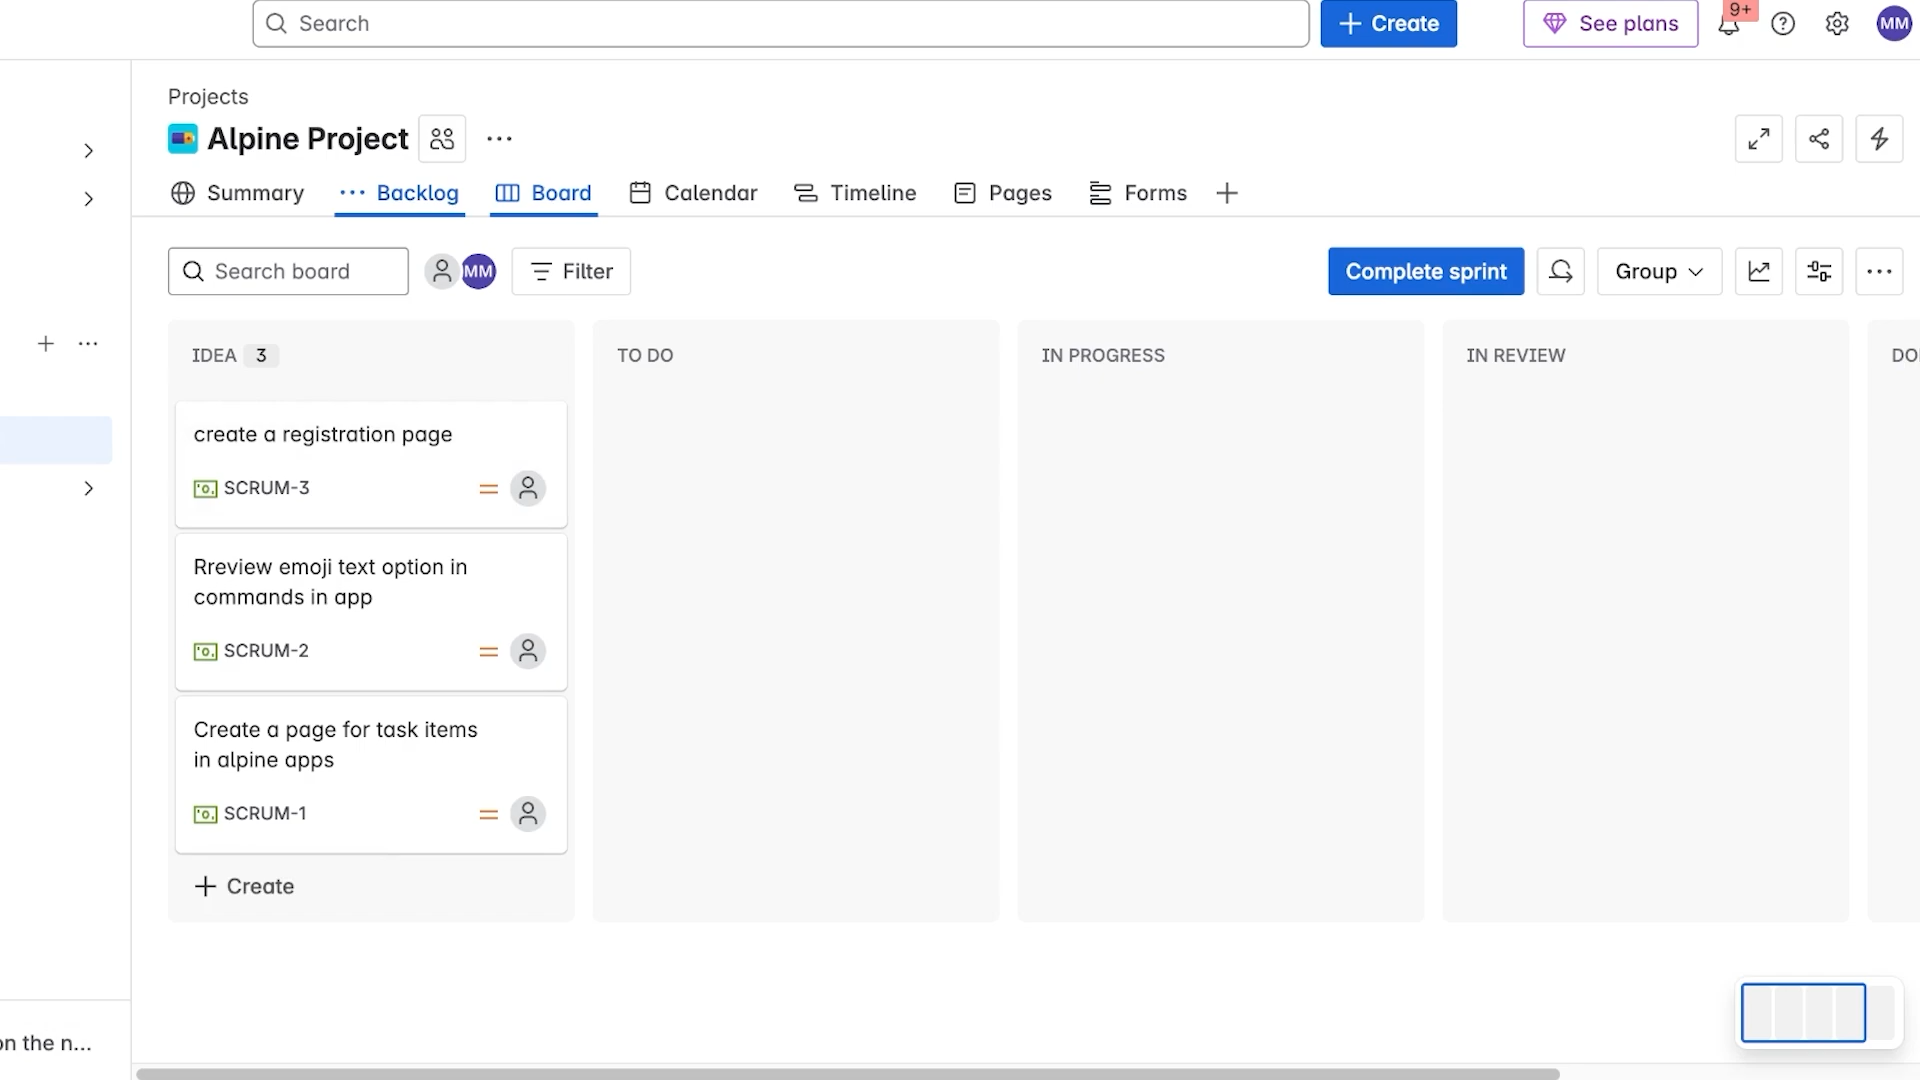 Search
Create
See plans
9+
MM
Projects
Alpine Project
Summary
Backlog
Board
Calendar
Timeline
Pages
Forms
Search board
MM
Filter
Complete sprint
Group
IDEA 3
TO DO
IN PROGRESS
IN REVIEW
create a registration page
SCRUM-3
Rreview emoji text option in
commands in app
SCRUM-2
Create a page for task items
in alpine apps
SCRUM-1
Create
on the n...